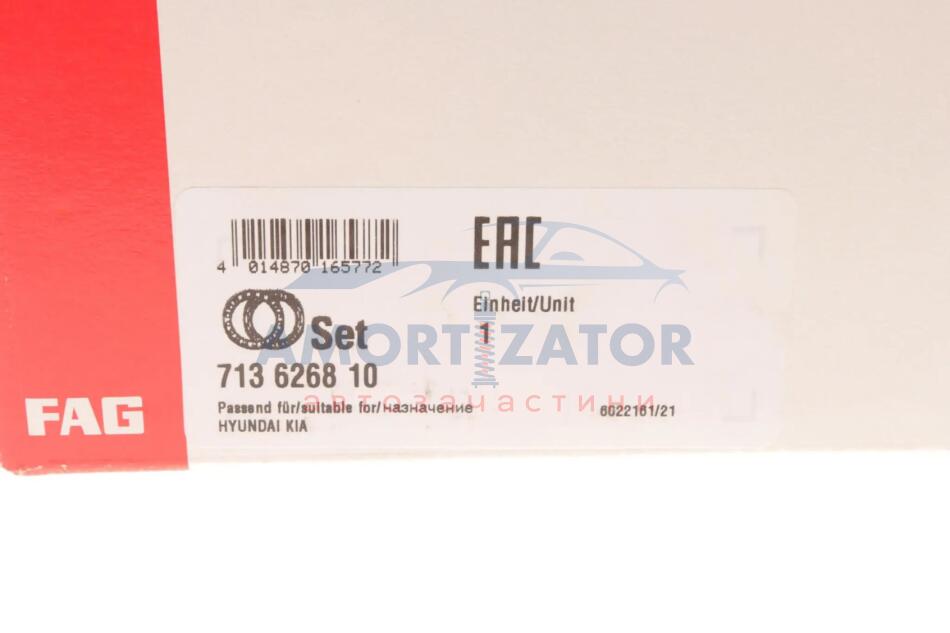 4 014870 165772
EAC
Einheit/Unit
1
Set
AMORTIZATOR
713 6268 10
автозапчастини
Passend für/suitable for/назначение
HYUNDAI KIA
6022161/21
FAG